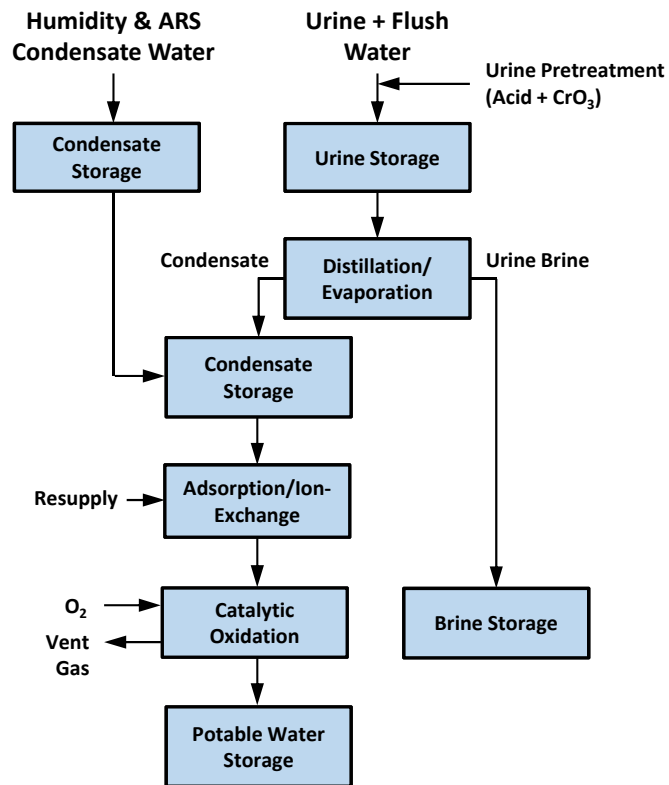 Humidity & ARS
Condensate Water
Urine + Flush
Water
Urine Pretreatment
(Acid + CrO₃)
Condensate
Storage
Urine Storage
Condensate
Distillation/
Evaporation
Urine Brine
Condensate
Storage
Resupply
Adsorption/Ion-
Exchange
O₂
Vent
Gas
Catalytic
Oxidation
Brine Storage
Potable Water
Storage